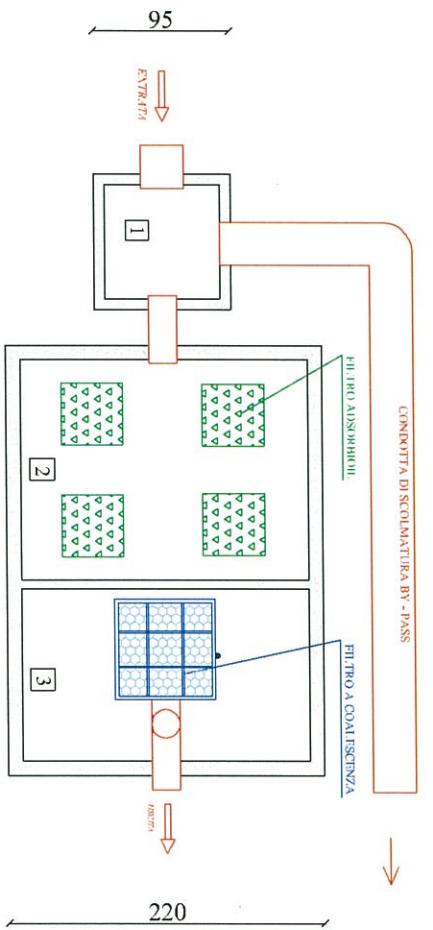 95
ENTRATA
1
CONDOTTA DI SCOLMATURA BY - PASS
FILTRO ADSORBIOIL
2
FILTRO A COALESCENZA
3
USCITA
220